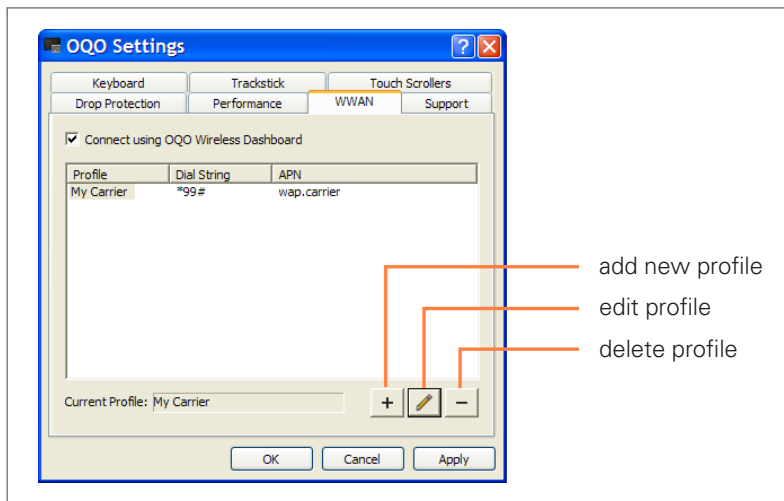 OQO Settings
Keyboard Trackstick Touch Scrollers
Drop Protection Performance WWAN Support
Connect using OQO Wireless Dashboard
Profile Dial String APN
My Carrier *99# wap.carrier
add new profile
edit profile
delete profile
Current Profile: My Carrier + −
OK Cancel Apply